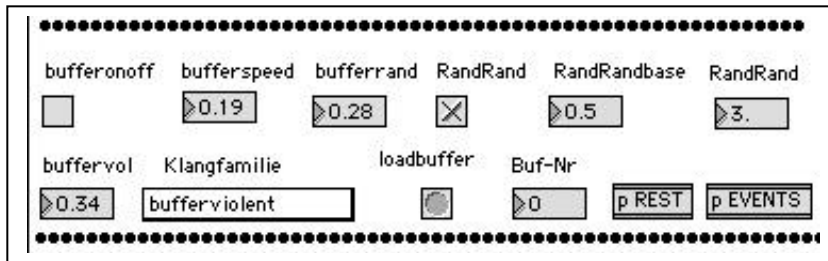 bufferonoff bufferspeed bufferrand RandRand RandRandbase RandRand
0.19 0.28 0.5 3.
buffervol Klangfamilie loadbuffer Buf-Nr
0.34 bufferviolent 0 p REST p EVENTS